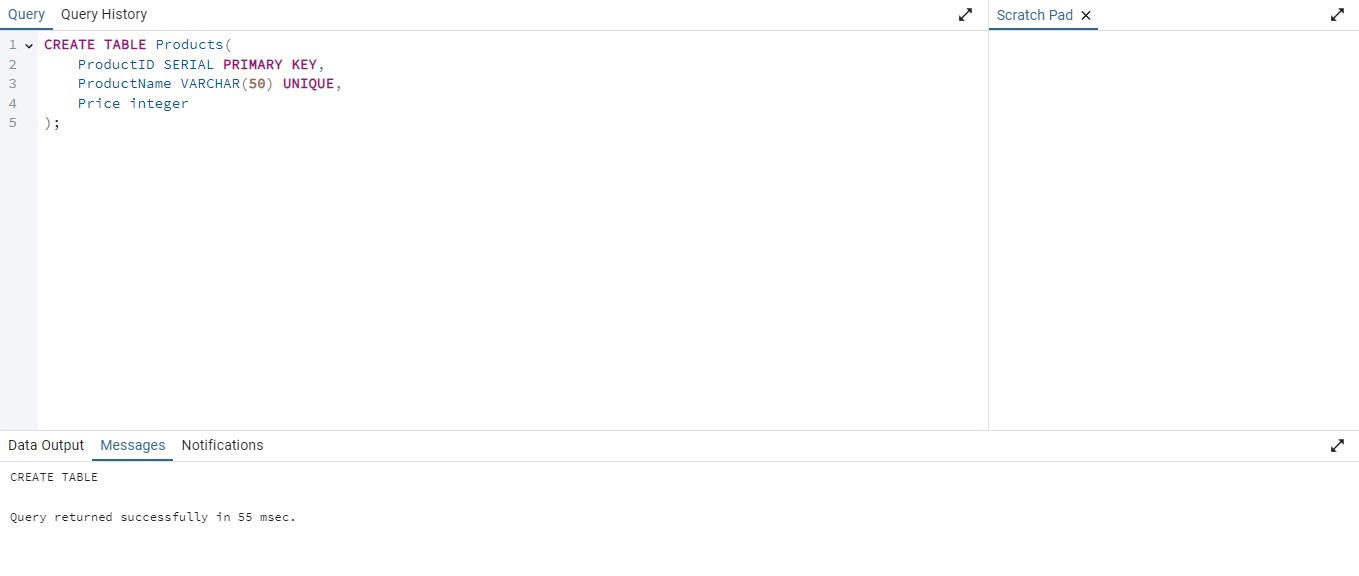 Query Query History
Scratch Pad
1 CREATE TABLE Products(
2 ProductID SERIAL PRIMARY KEY,
3 ProductName VARCHAR(50) UNIQUE,
4 Price integer
5 );
Data Output Messages Notifications
CREATE TABLE
Query returned successfully in 55 msec.